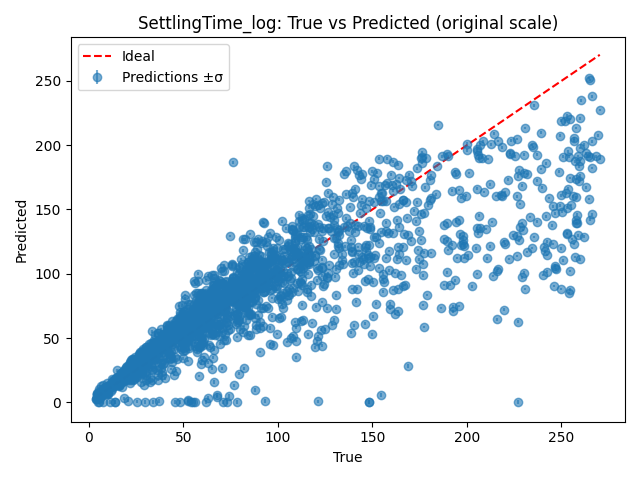 SettlingTime_log: True vs Predicted (original scale)
Ideal
Predictions ±σ
Predicted
250
200
150
100
50
0
0 50 100 150 200 250
True